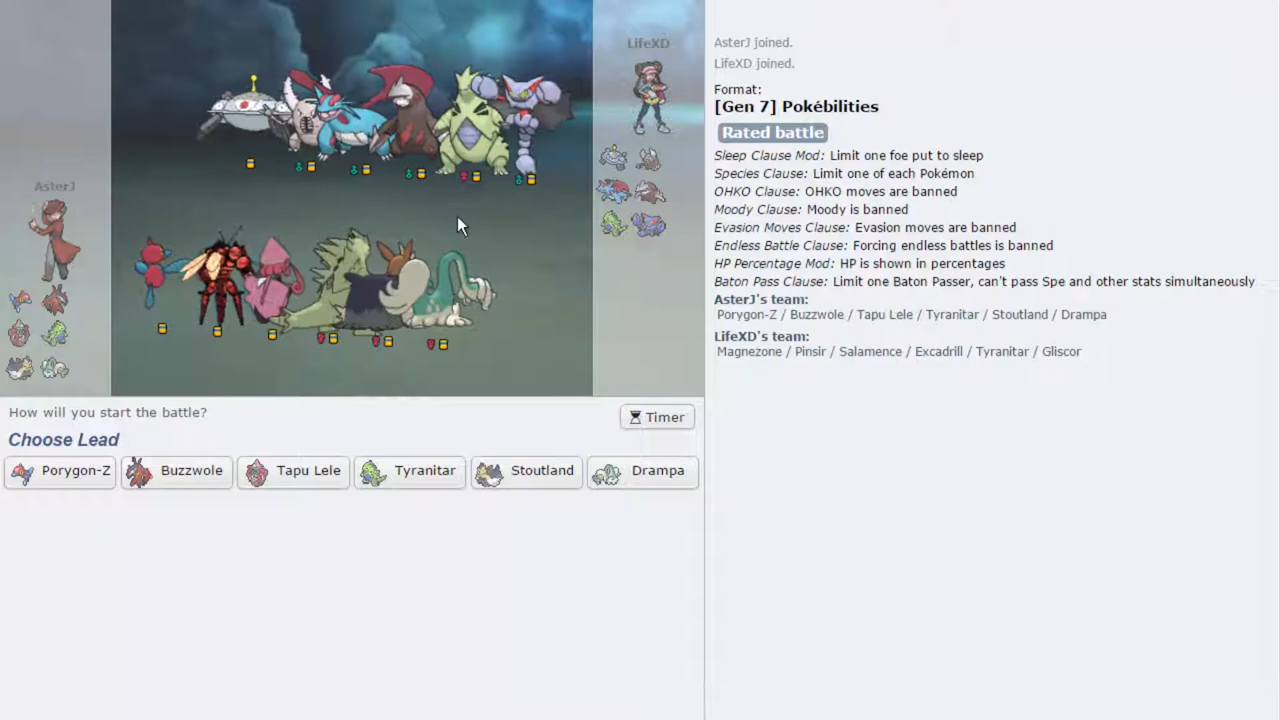 LifeXD
AsterJ
AsterJ joined.
LifeXD joined.
Format:
[Gen 7] Pokébilities
Rated battle
Sleep Clause Mod: Limit one foe put to sleep
Species Clause: Limit one of each Pokémon
OHKO Clause: OHKO moves are banned
Moody Clause: Moody is banned
Evasion Moves Clause: Evasion moves are banned
Endless Battle Clause: Forcing endless battles is banned
HP Percentage Mod: HP is shown in percentages
Baton Pass Clause: Limit one Baton Passer, can't pass Spe and other stats simultaneously
AsterJ's team:
Porygon-Z / Buzzwole / Tapu Lele / Tyranitar / Stoutland / Drampa
LifeXD's team:
Magnezone / Pinsir / Salamence / Excadrill / Tyranitar / Gliscor
How will you start the battle?
Timer
Choose Lead
Porygon-Z
Buzzwole
Tapu Lele
Tyranitar
Stoutland
Drampa